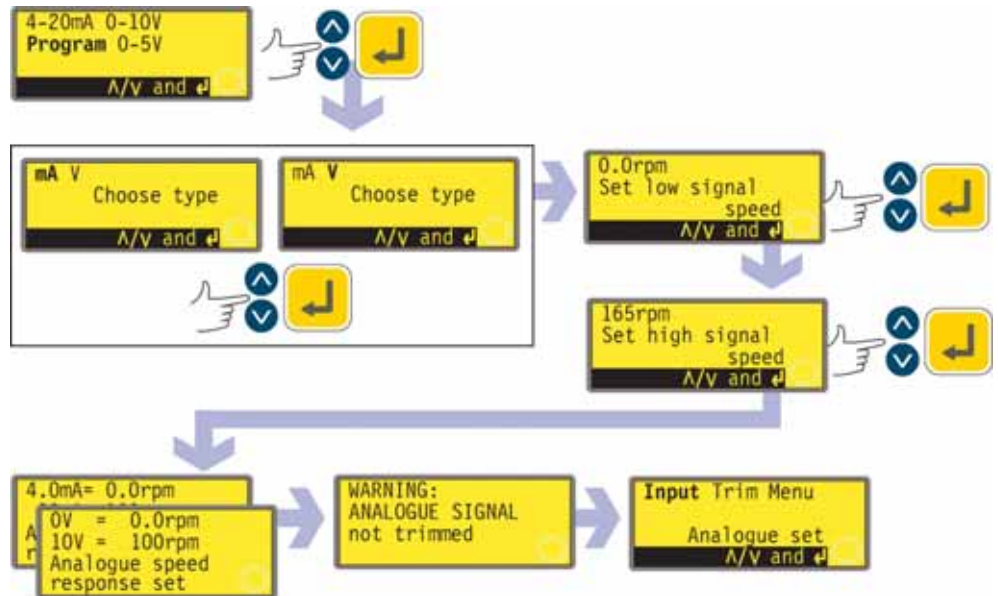 4-20mA 0-10V
Program 0-5V
∧/∨ and ↵
mA V
Choose type
∧/∨ and ↵
mA V
Choose type
∧/∨ and ↵
0.0rpm
Set low signal
speed
∧/∨ and ↵
165rpm
Set high signal
speed
∧/∨ and ↵
4.0mA= 0.0rpm
0V = 0.0rpm
10V = 100rpm
Analogue speed
response set
WARNING:
ANALOGUE SIGNAL
not trimmed
Input Trim Menu
Analogue set
∧/∨ and ↵